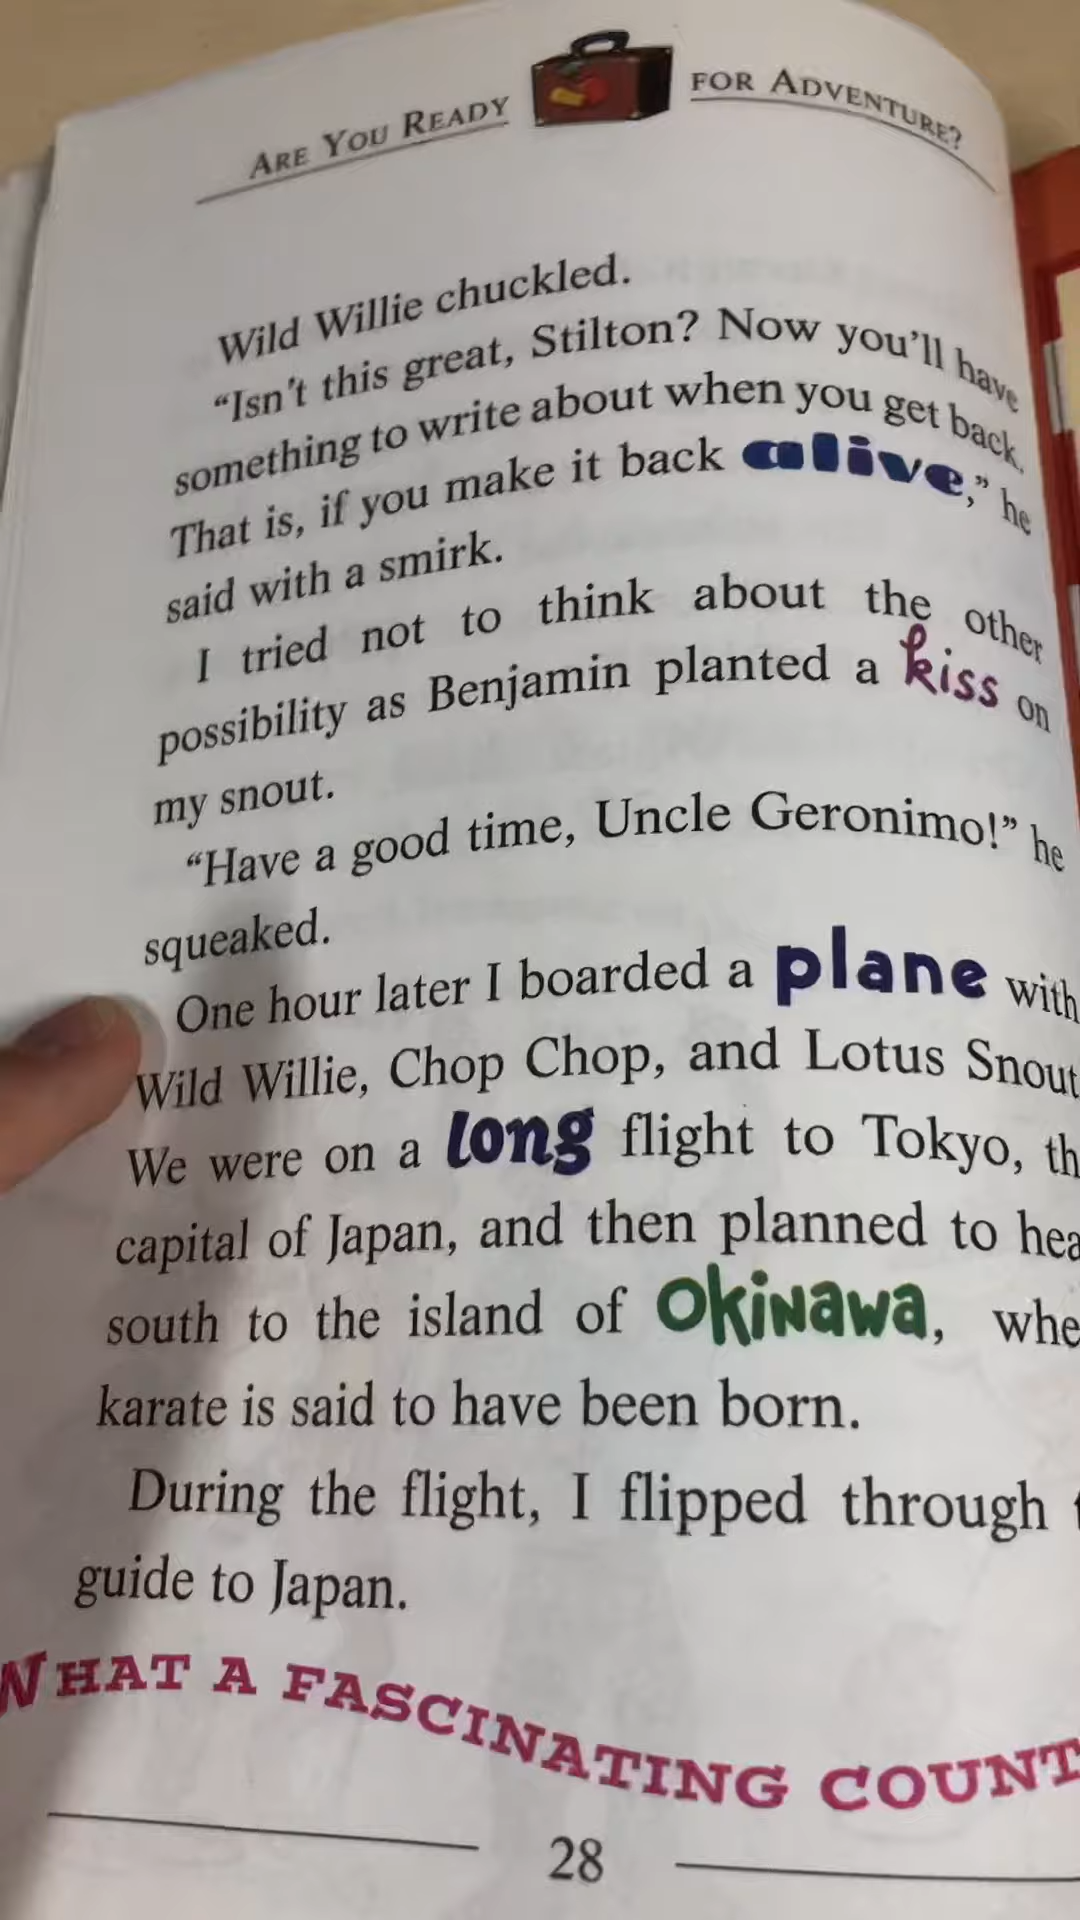 ARE YOU READY FOR ADVENTURE?
Wild Willie chuckled.
“Isn't this great, Stilton? Now you'll have
something to write about when you get back.
That is, if you make it back alive,” he
said with a smirk.
I tried not to think about the other
possibility as Benjamin planted a kiss on
my snout.
“Have a good time, Uncle Geronimo!” he
squeaked.
One hour later I boarded a plane with
Wild Willie, Chop Chop, and Lotus Snout
We were on a long flight to Tokyo, th
capital of Japan, and then planned to hea
south to the island of Okinawa, whe
karate is said to have been born.
During the flight, I flipped through
guide to Japan.
WHAT A FASCINATING COUNT
28